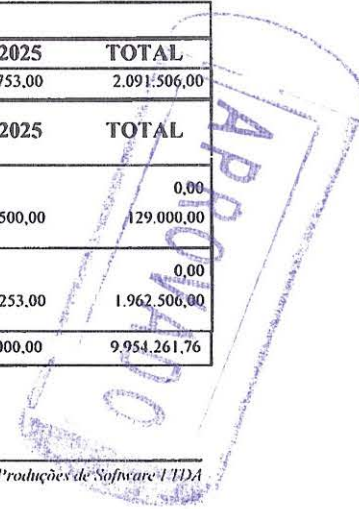 2025 TOTAL
753,00 2.091.506,00
2025 TOTAL
0,00
500,00 129.000,00
0,00
253,00 1.962.506,00
000,00 9.954.261,76
APROVADO
Produções de Software LTDA